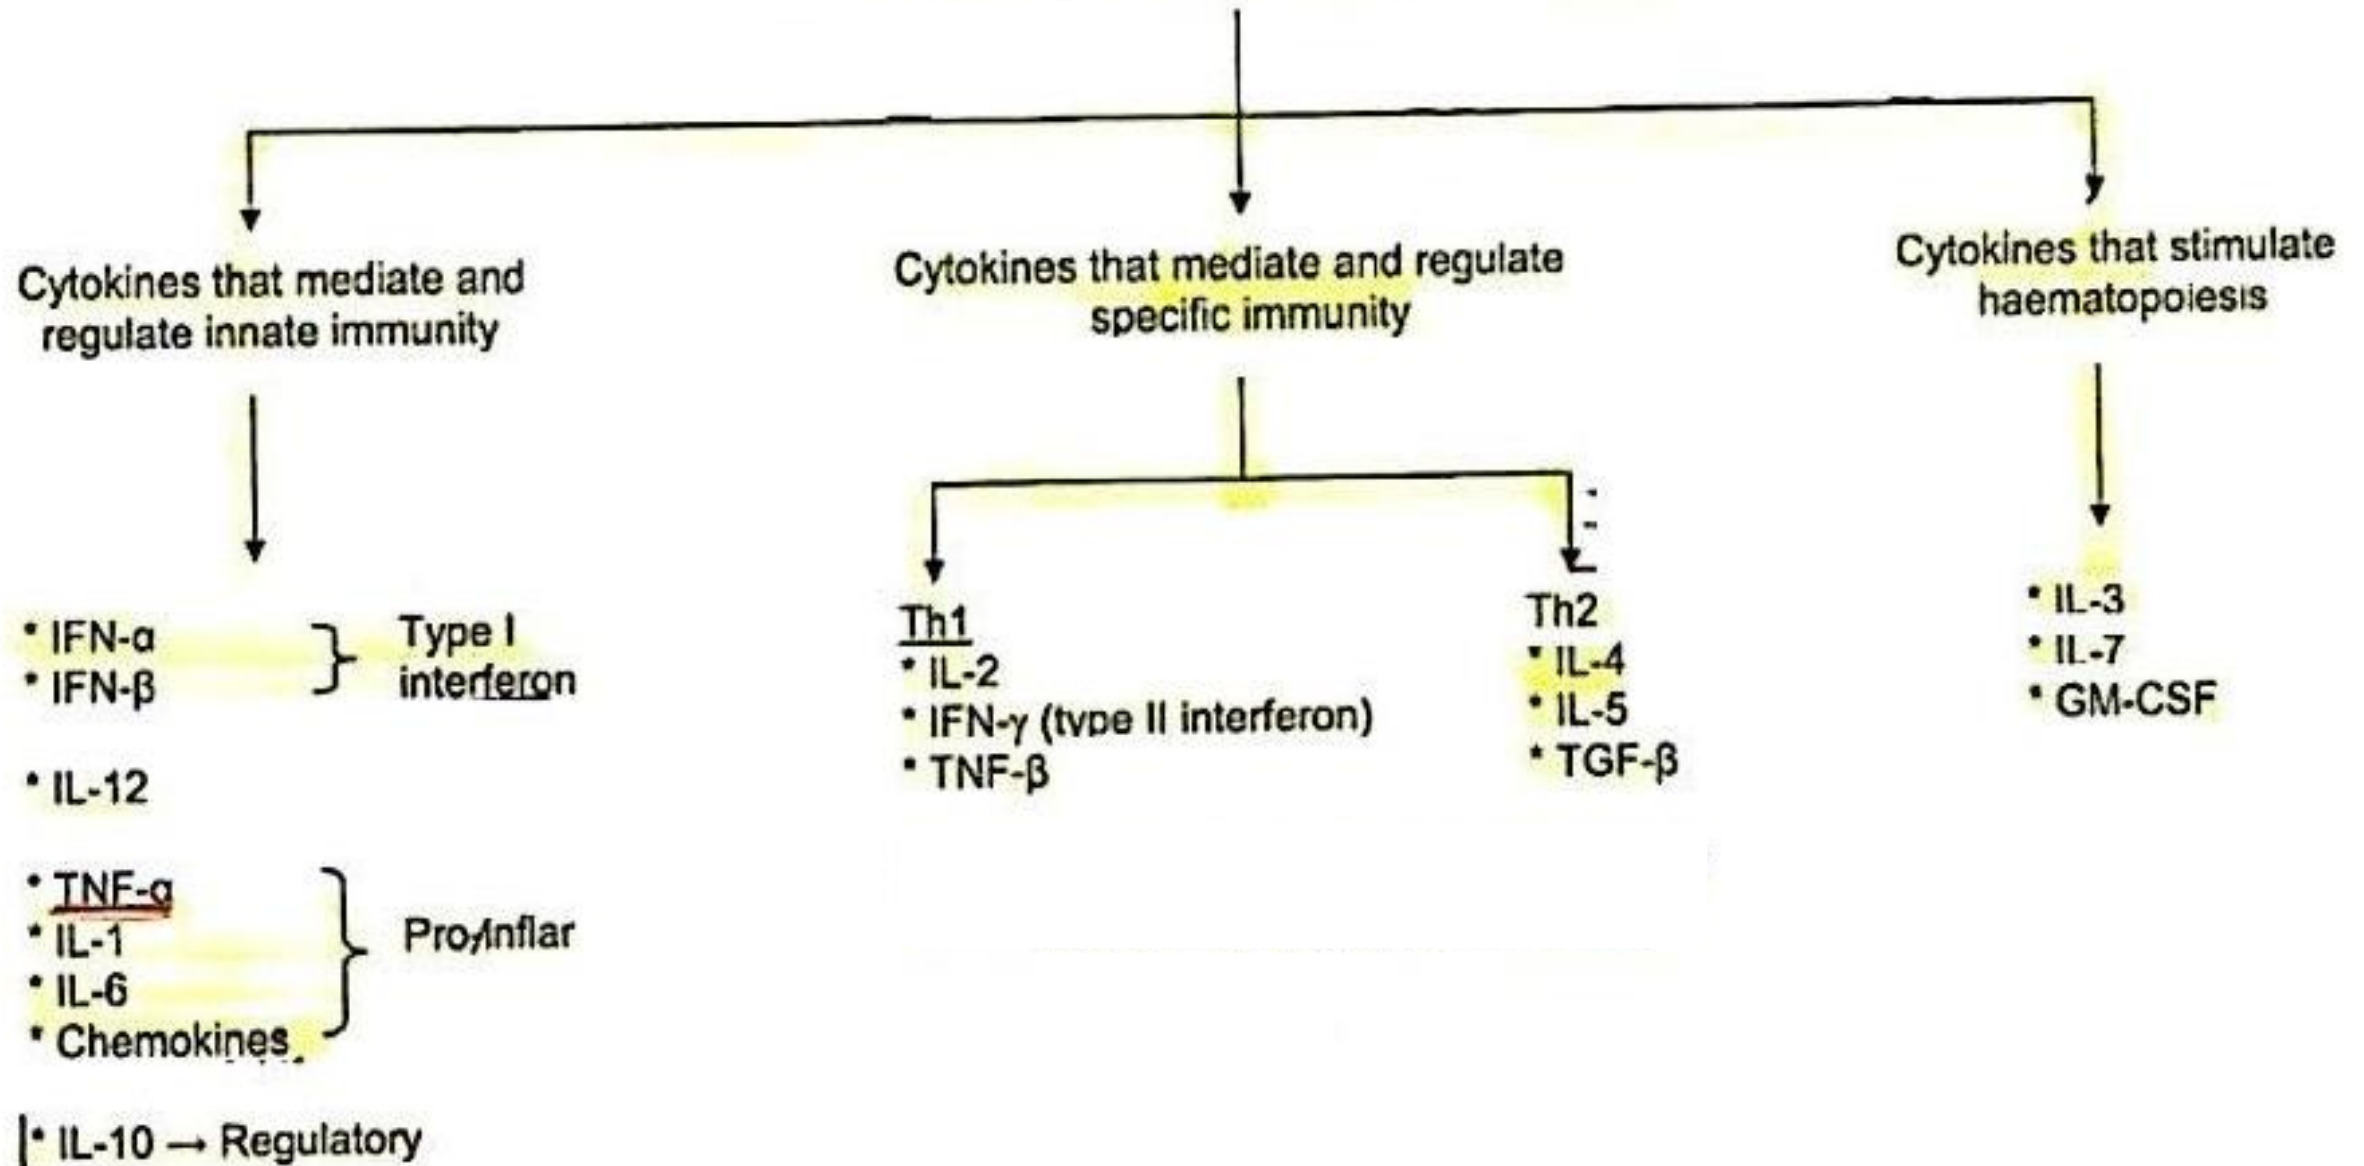 Cytokines that mediate and
regulate innate immunity
* IFN-α
* IFN-β
Type I
interferon
* IL-12
* TNF-α
* IL-1
* IL-6
* Chemokines
Pro/Inflar
* IL-10 → Regulatory
Cytokines that mediate and regulate
specific immunity
Th1
* IL-2
* IFN-γ (type II interferon)
* TNF-β
Th2
* IL-4
* IL-5
* TGF-β
Cytokines that stimulate
haematopoiesis
* IL-3
* IL-7
* GM-CSF